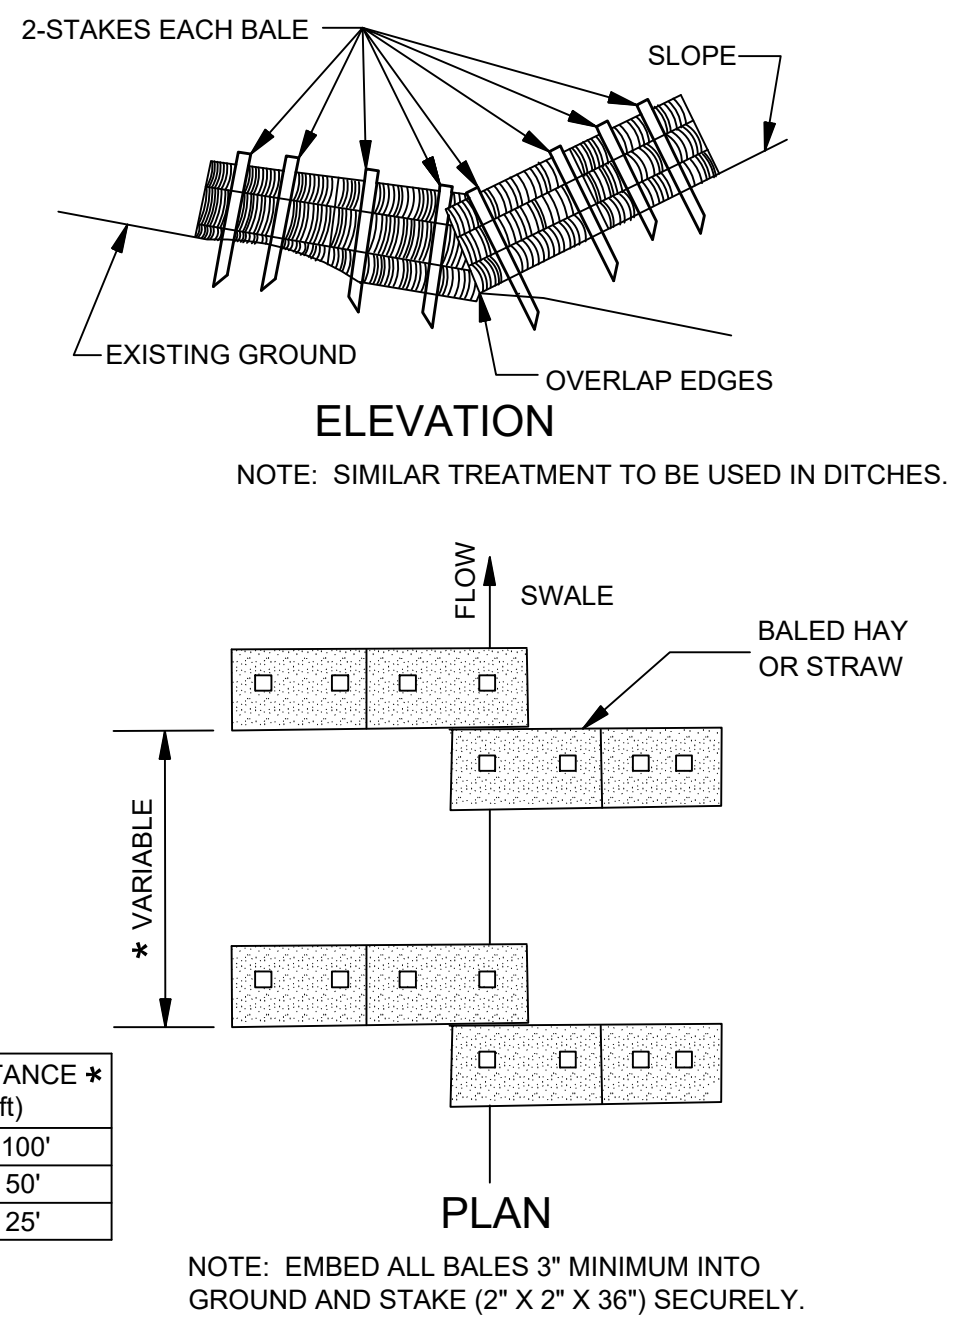 2-STAKES EACH BALE
SLOPE
EXISTING GROUND
OVERLAP EDGES
ELEVATION
NOTE: SIMILAR TREATMENT TO BE USED IN DITCHES.
FLOW
SWALE
BALED HAY
OR STRAW
* VARIABLE
TANCE *
ft)
100'
50'
25'
PLAN
NOTE: EMBED ALL BALES 3" MINIMUM INTO
GROUND AND STAKE (2" X 2" X 36") SECURELY.